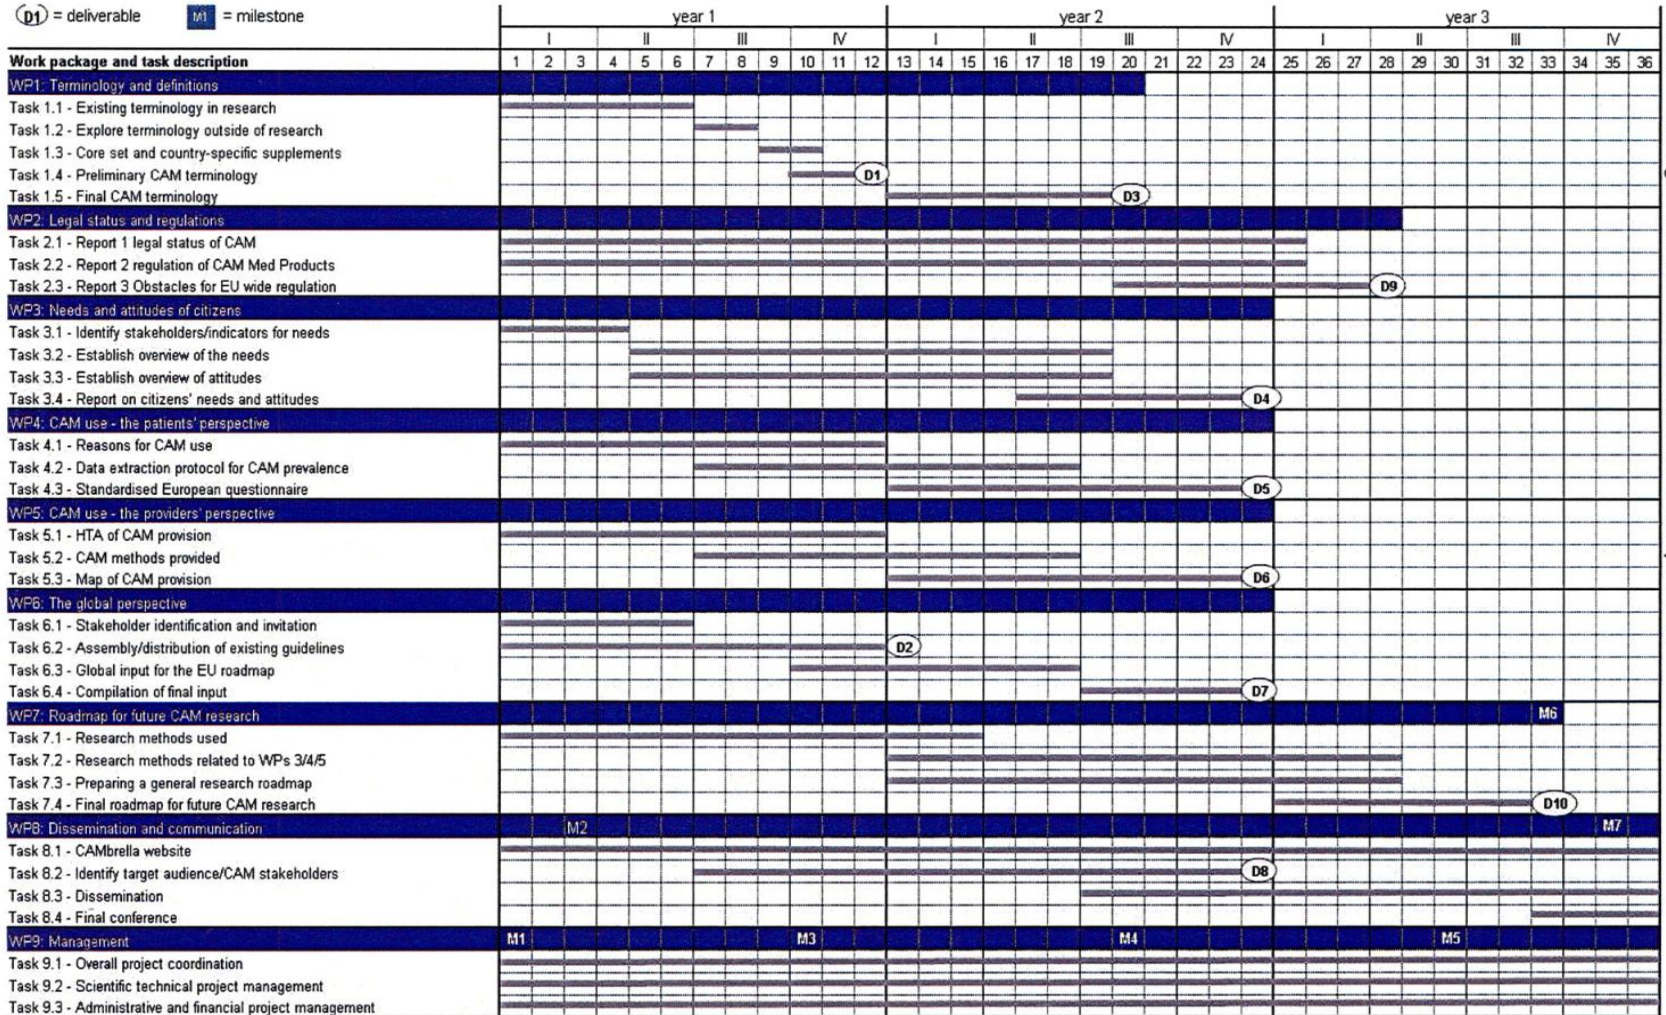 D1 = deliverable M1 = milestone year 1 year 2 year 3
I II III IV I II III IV I II III IV
Work package and task description 1 2 3 4 5 6 7 8 9 10 11 12 13 14 15 16 17 18 19 20 21 22 23 24 25 26 27 28 29 30 31 32 33 34 35 36
WP1: Terminology and definitions
Task 1.1 - Existing terminology in research
Task 1.2 - Explore terminology outside of research
Task 1.3 - Core set and country-specific supplements
Task 1.4 - Preliminary CAM terminology D1
Task 1.5 - Final CAM terminology D3
WP2: Legal status and regulations
Task 2.1 - Report 1 legal status of CAM
Task 2.2 - Report 2 regulation of CAM Med Products
Task 2.3 - Report 3 Obstacles for EU wide regulation D9
WP3: Needs and attitudes of citizens
Task 3.1 - Identify stakeholders/indicators for needs
Task 3.2 - Establish overview of the needs
Task 3.3 - Establish overview of attitudes
Task 3.4 - Report on citizens' needs and attitudes D4
WP4: CAM use - the patients' perspective
Task 4.1 - Reasons for CAM use
Task 4.2 - Data extraction protocol for CAM prevalence
Task 4.3 - Standardised European questionnaire D5
WP5: CAM use - the providers' perspective
Task 5.1 - HTA of CAM provision
Task 5.2 - CAM methods provided
Task 5.3 - Map of CAM provision D6
WP6: The global perspective
Task 6.1 - Stakeholder identification and invitation
Task 6.2 - Assembly/distribution of existing guidelines D2
Task 6.3 - Global input for the EU roadmap
Task 6.4 - Compilation of final input D7
WP7: Roadmap for future CAM research M6
Task 7.1 - Research methods used
Task 7.2 - Research methods related to WPs 3/4/5
Task 7.3 - Preparing a general research roadmap
Task 7.4 - Final roadmap for future CAM research D10
WP8: Dissemination and communication M2 M7
Task 8.1 - CAMbrella website
Task 8.2 - Identify target audience/CAM stakeholders D8
Task 8.3 - Dissemination
Task 8.4 - Final conference
WP9: Management M1 M3 M4 M5
Task 9.1 - Overall project coordination
Task 9.2 - Scientific technical project management
Task 9.3 - Administrative and financial project management